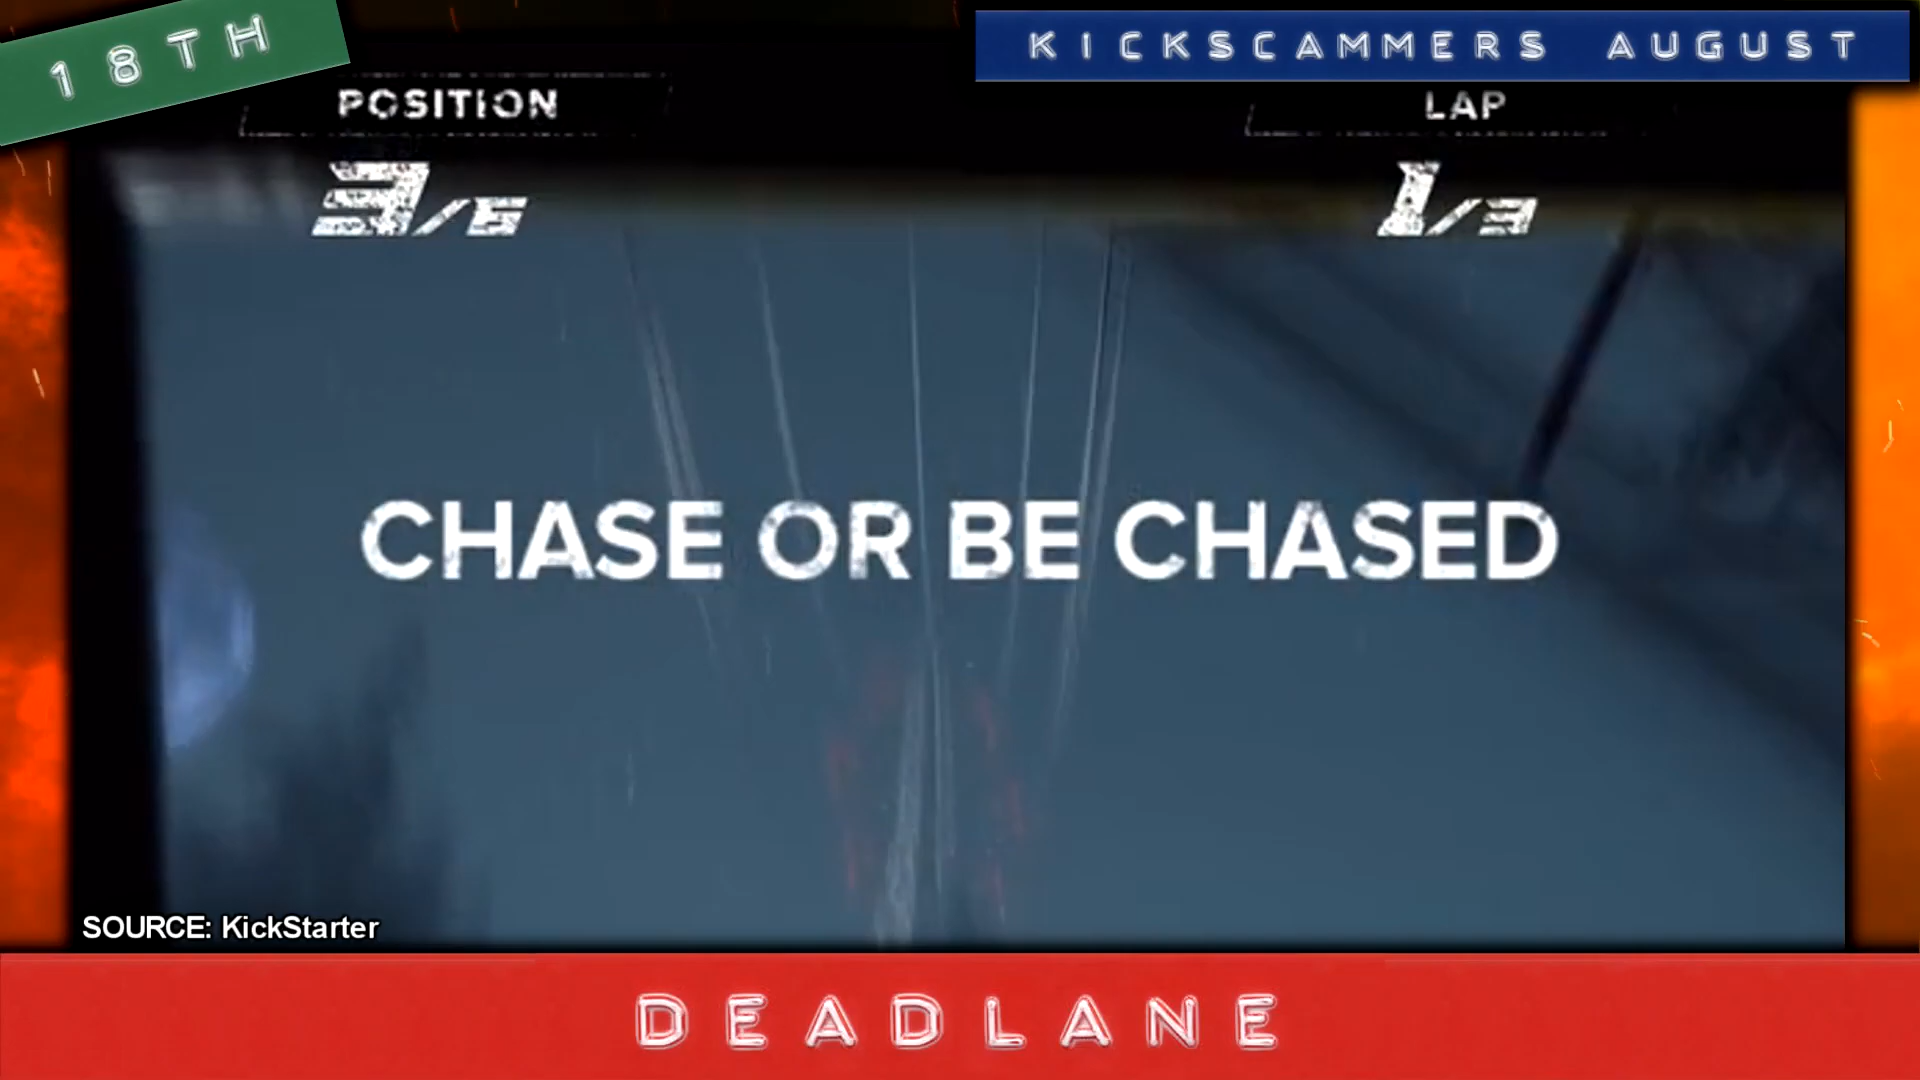 18TH
KICKSCAMMERS AUGUST
POSITION
LAP
3/6
1/3
CHASE OR BE CHASED
SOURCE: KickStarter
DEADLANE